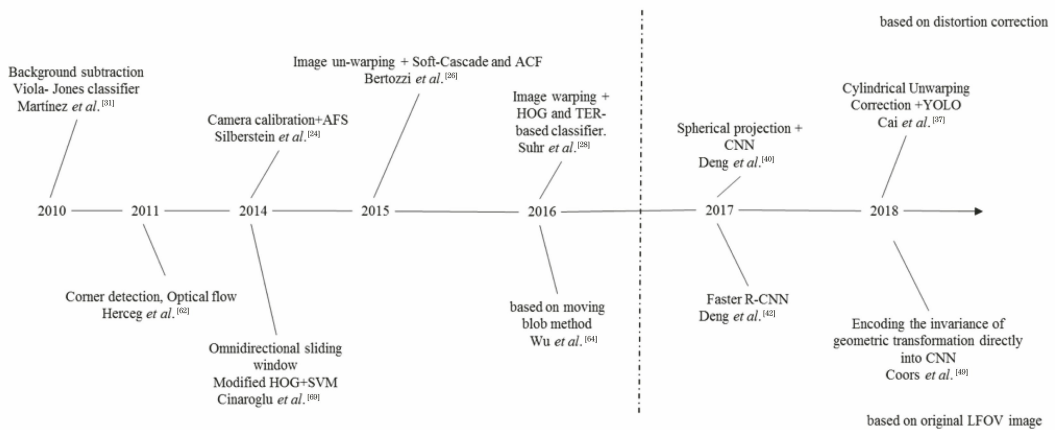 based on distortion correction
Background subtraction
Viola- Jones classifier
Martínez et al.[31]
Camera calibration+AFS
Silberstein et al.[24]
Image un-warping + Soft-Cascade and ACF
Bertozzi et al.[26]
Image warping +
HOG and TER-
based classifier.
Suhr et al.[28]
Spherical projection +
CNN
Deng et al.[40]
Cylindrical Unwarping
Correction +YOLO
Cai et al.[37]
2010
2011
2014
2015
2016
2017
2018
Corner detection, Optical flow
Herceg et al.[62]
Omnidirectional sliding
window
Modified HOG+SVM
Cinaroglu et al.[69]
based on moving
blob method
Wu et al.[64]
Faster R-CNN
Deng et al.[42]
Encoding the invariance of
geometric transformation directly
into CNN
Coors et al.[49]
based on original LFOV image